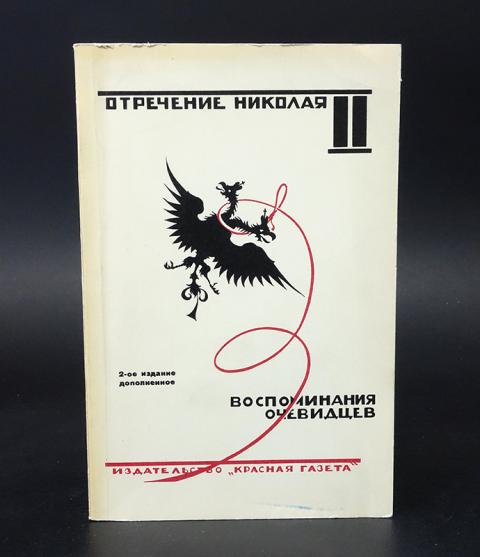 ОТРЕЧЕНИЕ НИКОЛАЯ II
2-ое издание
дополненное
ВОСПОМИНАНИЯ
ОЧЕВИДЦЕВ
ИЗДАТЕЛЬСТВО „КРАСНАЯ ГАЗЕТА“